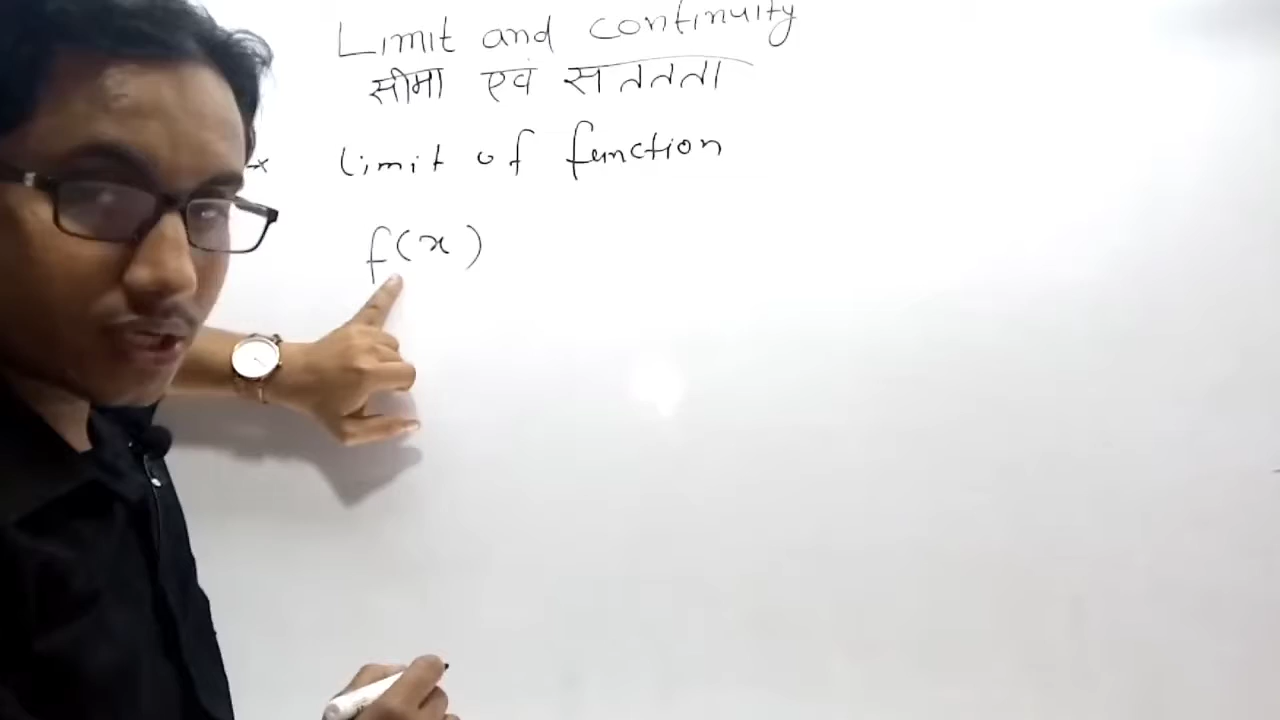 Limit and continuity
सीमा एवं सततता
* limit of function
f(x)